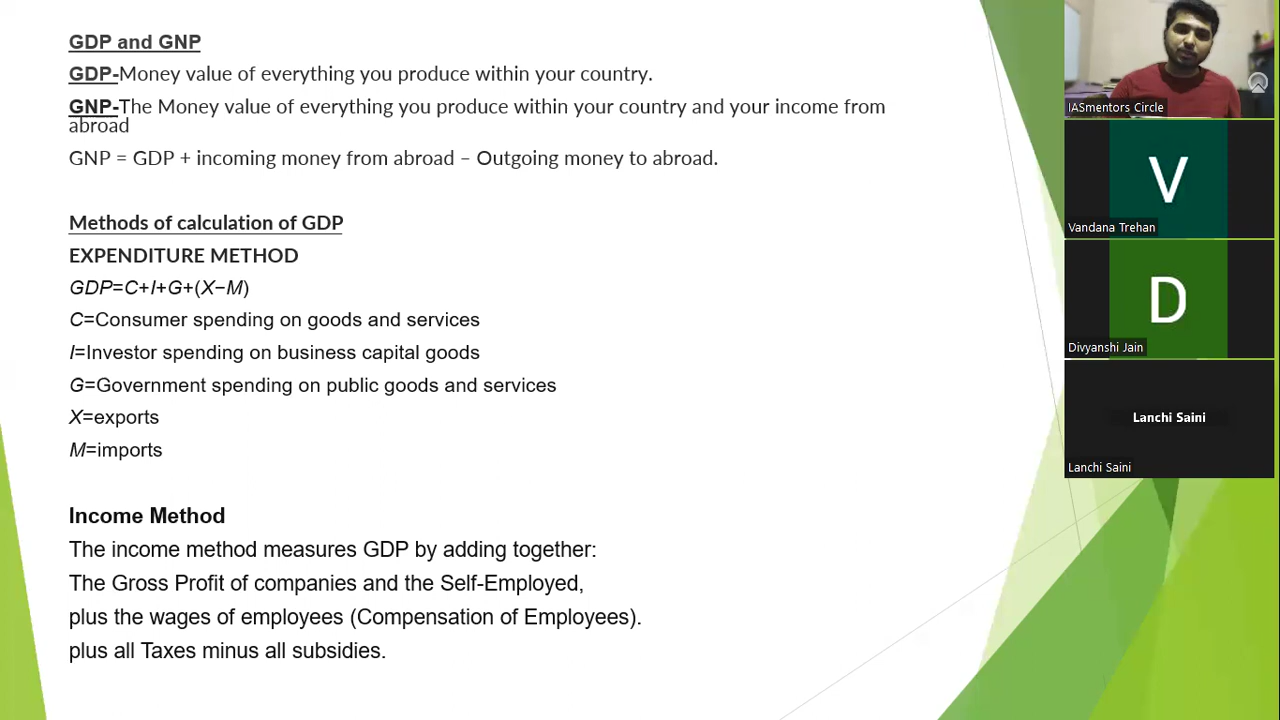 GDP and GNP
GDP-Money value of everything you produce within your country.
GNP-The Money value of everything you produce within your country and your income from
abroad
GNP = GDP + incoming money from abroad – Outgoing money to abroad.
Methods of calculation of GDP
EXPENDITURE METHOD
GDP=C+I+G+(X−M)
C=Consumer spending on goods and services
I=Investor spending on business capital goods
G=Government spending on public goods and services
X=exports
M=imports
Income Method
The income method measures GDP by adding together:
The Gross Profit of companies and the Self-Employed,
plus the wages of employees (Compensation of Employees).
plus all Taxes minus all subsidies.
IASmentors Circle
V
Vandana Trehan
D
Divyanshi Jain
Lanchi Saini
Lanchi Saini